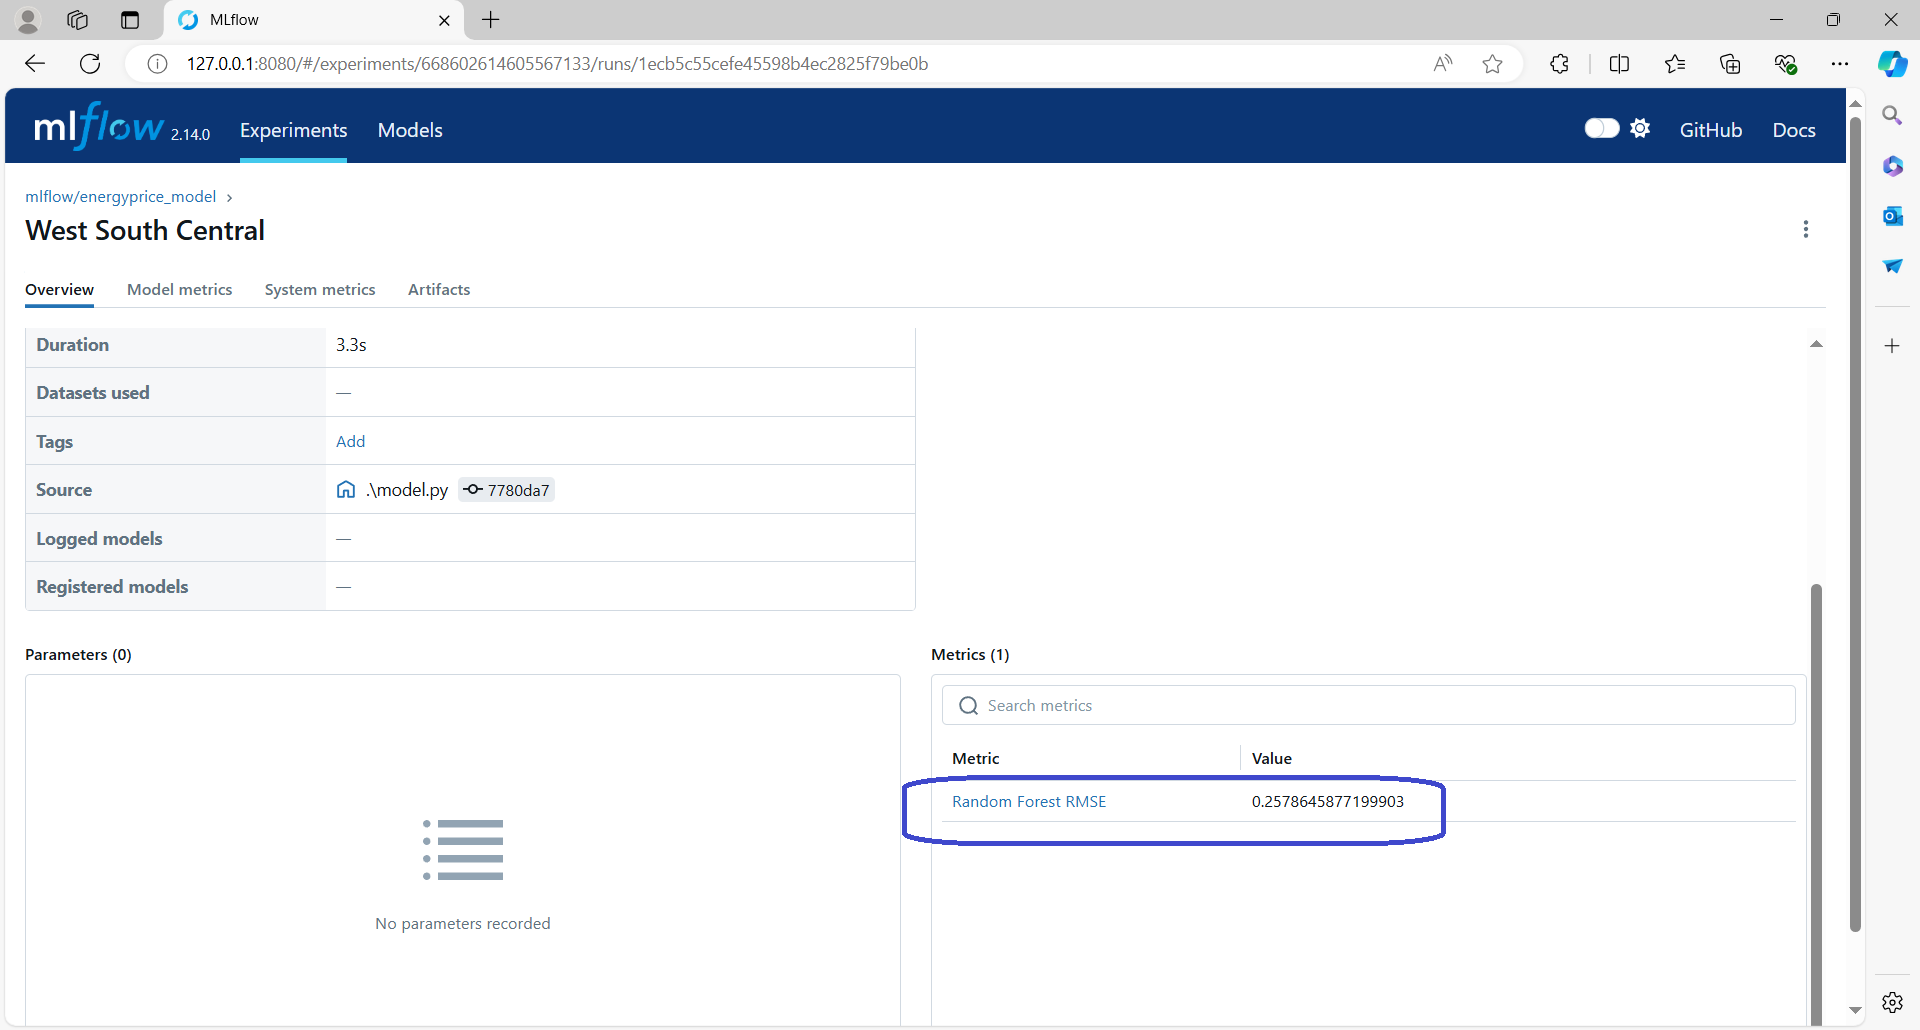 MLflow
127.0.0.1:8080/#/experiments/668602614605567133/runs/1ecb5c55cefe45598b4ec2825f79be0b
mlflow 2.14.0 Experiments Models GitHub Docs
mlflow/energyprice_model >
West South Central
Overview Model metrics System metrics Artifacts
Duration 3.3s
Datasets used —
Tags Add
Source .\model.py 7780da7
Logged models —
Registered models —
Parameters (0)
No parameters recorded
Metrics (1)
Search metrics
Metric Value
Random Forest RMSE 0.2578645877199903